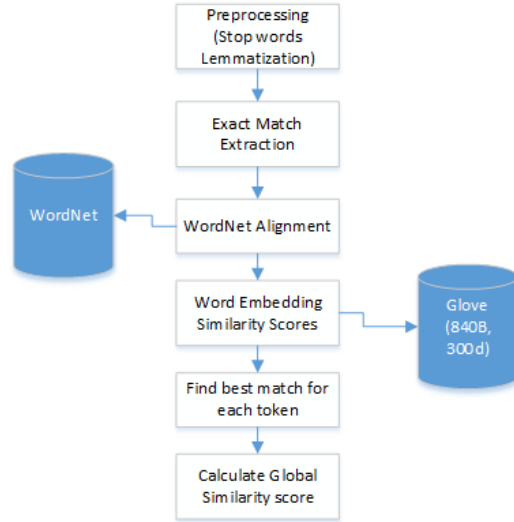 Preprocessing
(Stop words
Lemmatization)
Exact Match
Extraction
WordNet
WordNet Alignment
Word Embedding
Similarity Scores
Glove
(840B,
300d)
Find best match for
each token
Calculate Global
Similarity score